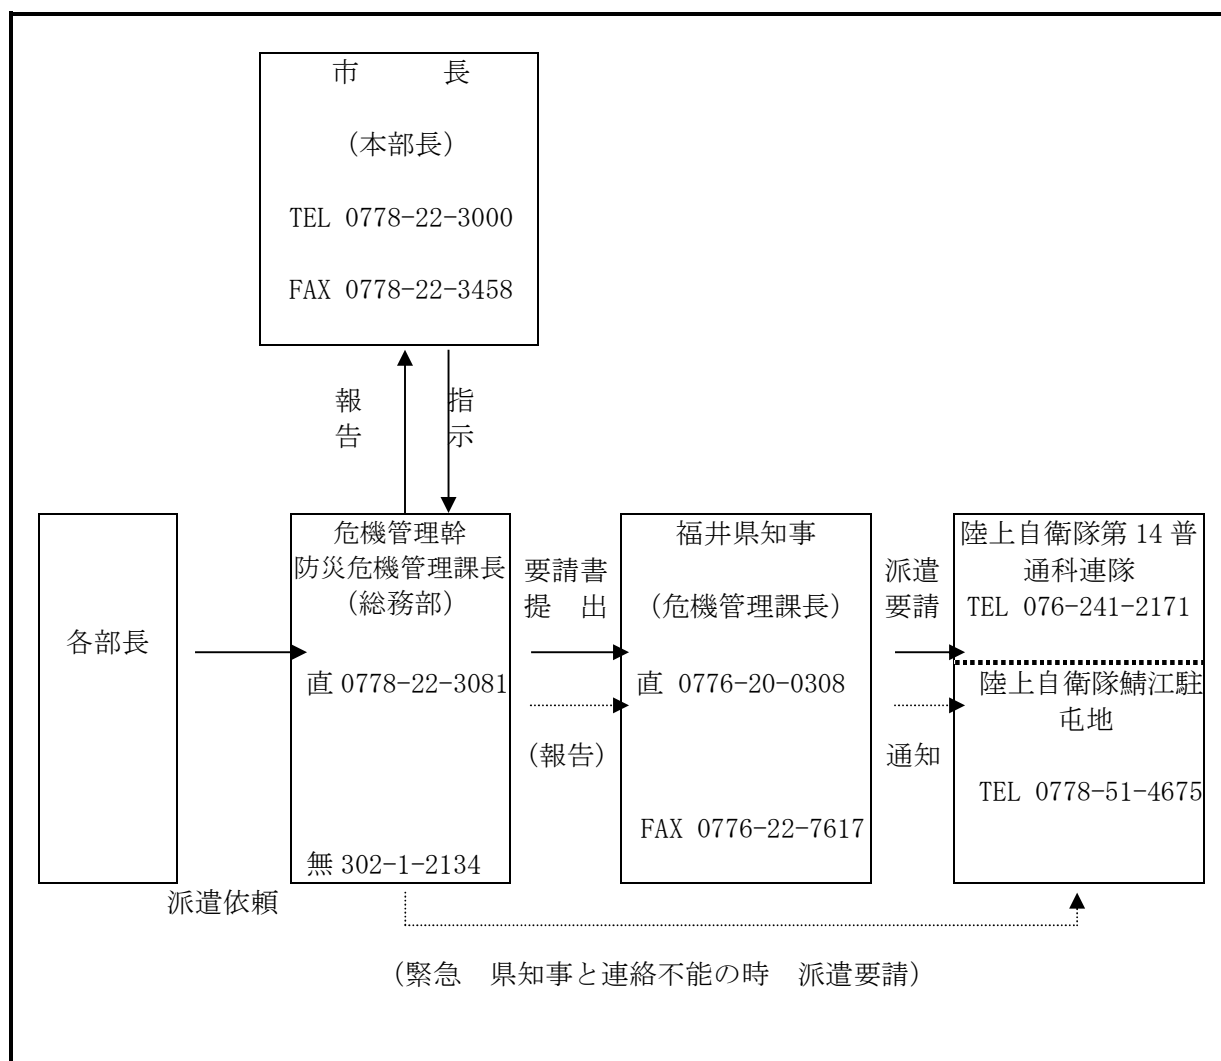 市　　　長
（本部長）
TEL 0778-22-3000
FAX 0778-22-3458
報告
指示
各部長
危機管理幹
防災危機管理課長
（総務部）
直 0778-22-3081
無 302-1-2134
派遣依頼
要請書
提　出
（報告）
福井県知事
（危機管理課長）
直 0776-20-0308
FAX 0776-22-7617
派遣
要請
通知
陸上自衛隊第 14 普
通科連隊
TEL 076-241-2171
陸上自衛隊鯖江駐
屯地
TEL 0778-51-4675
（緊急　県知事と連絡不能の時　派遣要請）